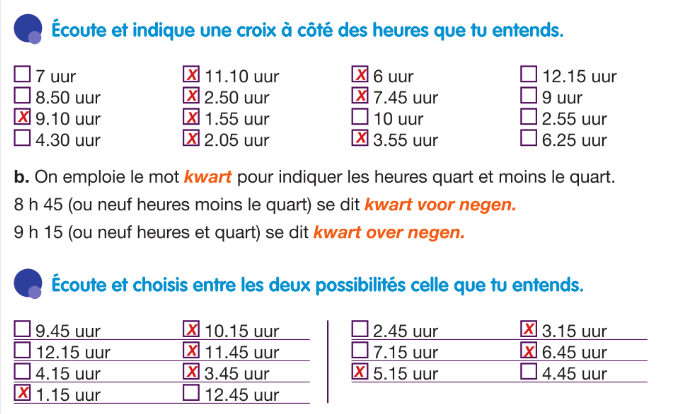 Écoute et indique une croix à côté des heures que tu entends.
7 uur X 11.10 uur X 6 uur 12.15 uur
8.50 uur X 2.50 uur X 7.45 uur 9 uur
X 9.10 uur X 1.55 uur 10 uur 2.55 uur
4.30 uur X 2.05 uur X 3.55 uur 6.25 uur
b. On emploie le mot kwart pour indiquer les heures quart et moins le quart.
8 h 45 (ou neuf heures moins le quart) se dit kwart voor negen.
9 h 15 (ou neuf heures et quart) se dit kwart over negen.
Écoute et choisis entre les deux possibilités celle que tu entends.
9.45 uur X 10.15 uur 2.45 uur X 3.15 uur
12.15 uur X 11.45 uur 7.15 uur X 6.45 uur
4.15 uur X 3.45 uur X 5.15 uur 4.45 uur
X 1.15 uur 12.45 uur